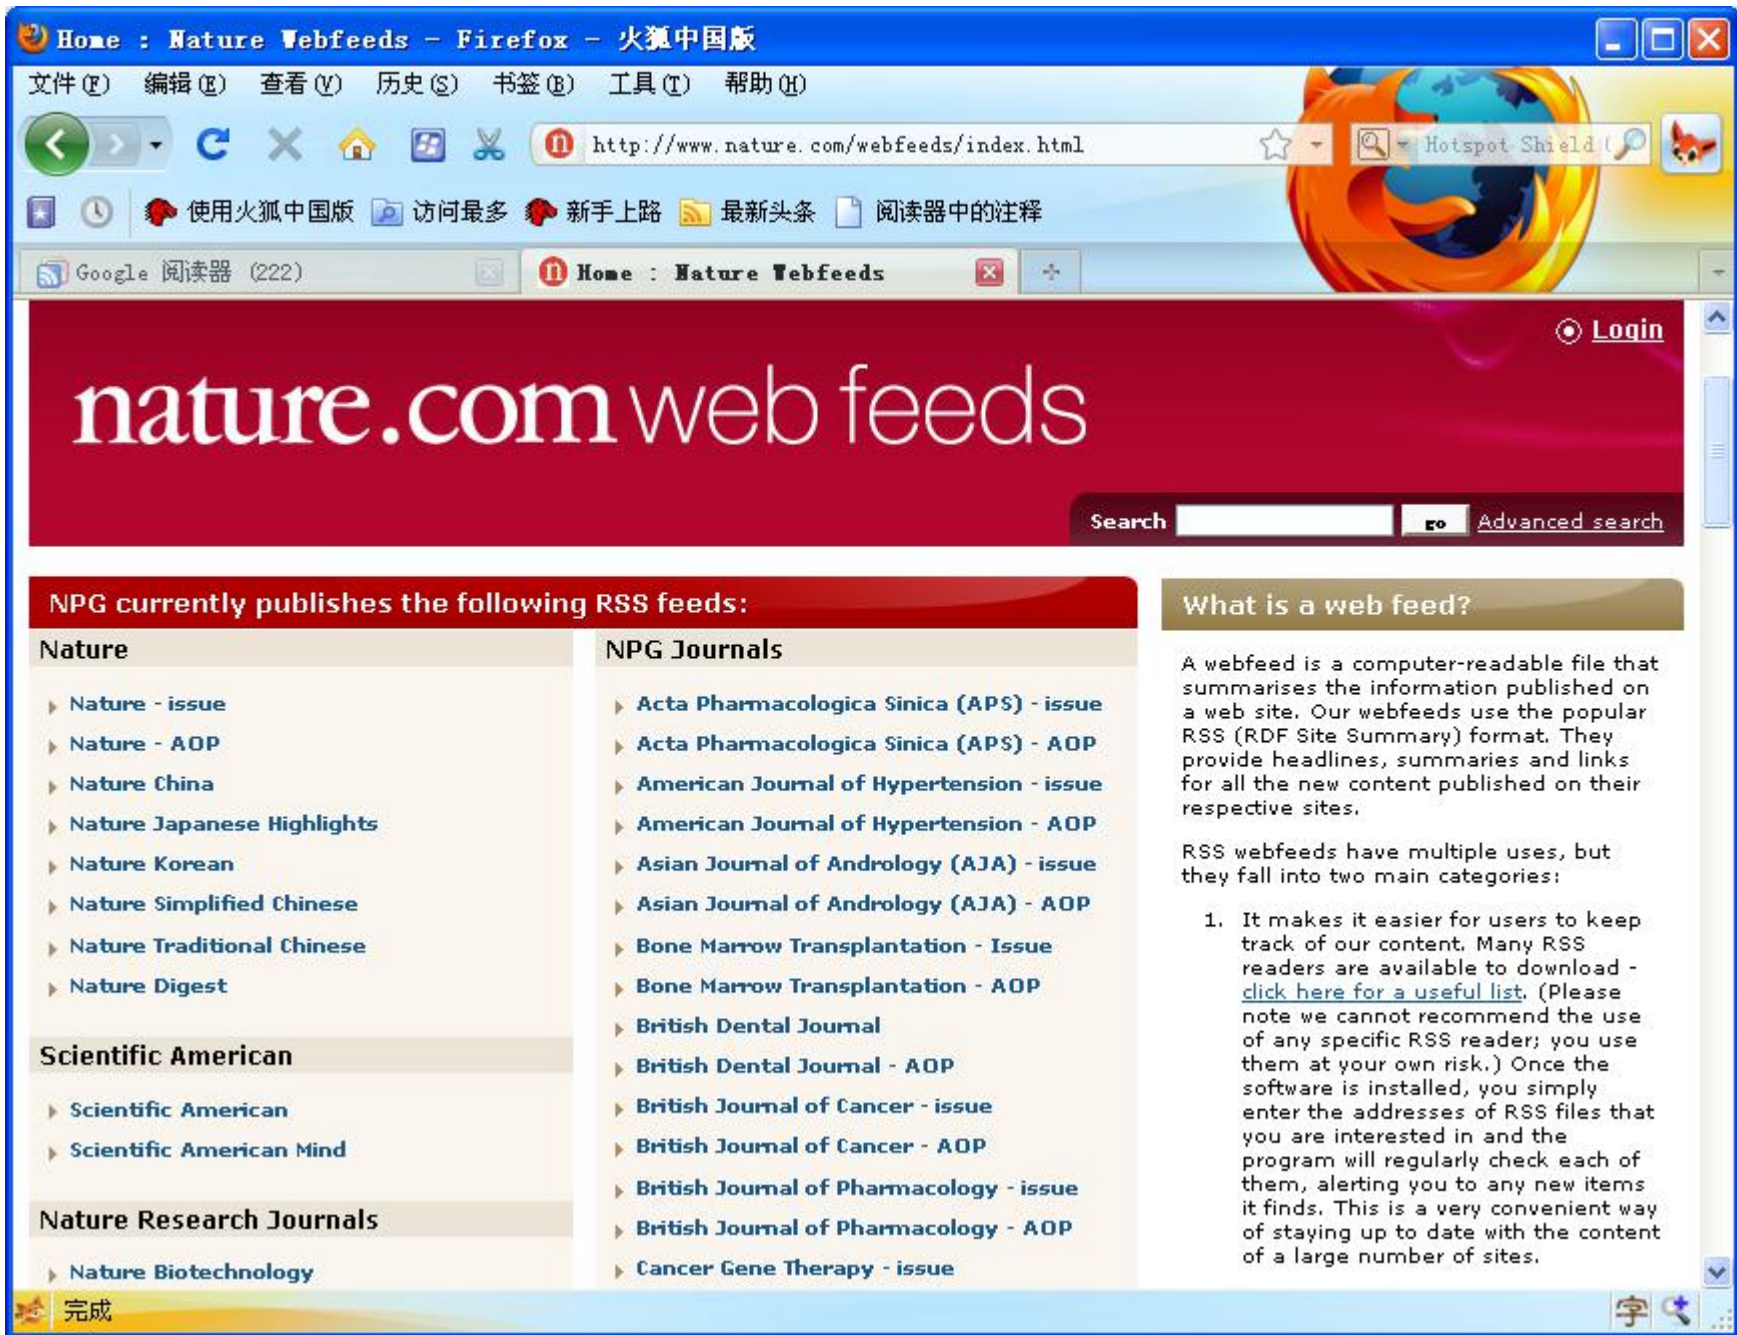 Home : Nature Webfeeds - Firefox - 火狐中国版
文件(F) 编辑(E) 查看(V) 历史(S) 书签(B) 工具(T) 帮助(H)
http://www.nature.com/webfeeds/index.html
Hotspot Shield
使用火狐中国版 访问最多 新手上路 最新头条 阅读器中的注释
Google 阅读器 (222)
Home : Nature Webfeeds
Login
nature.com web feeds
Search go Advanced search
NPG currently publishes the following RSS feeds:
Nature
Nature - issue
Nature - AOP
Nature China
Nature Japanese Highlights
Nature Korean
Nature Simplified Chinese
Nature Traditional Chinese
Nature Digest
Scientific American
Scientific American
Scientific American Mind
Nature Research Journals
Nature Biotechnology
NPG Journals
Acta Pharmacologica Sinica (APS) - issue
Acta Pharmacologica Sinica (APS) - AOP
American Journal of Hypertension - issue
American Journal of Hypertension - AOP
Asian Journal of Andrology (AJA) - issue
Asian Journal of Andrology (AJA) - AOP
Bone Marrow Transplantation - Issue
Bone Marrow Transplantation - AOP
British Dental Journal
British Dental Journal - AOP
British Journal of Cancer - issue
British Journal of Cancer - AOP
British Journal of Pharmacology - issue
British Journal of Pharmacology - AOP
Cancer Gene Therapy - issue
What is a web feed?
A webfeed is a computer-readable file that
summarises the information published on
a web site. Our webfeeds use the popular
RSS (RDF Site Summary) format. They
provide headlines, summaries and links
for all the new content published on their
respective sites.
RSS webfeeds have multiple uses, but
they fall into two main categories:
1. It makes it easier for users to keep
track of our content. Many RSS
readers are available to download -
click here for a useful list. (Please
note we cannot recommend the use
of any specific RSS reader; you use
them at your own risk.) Once the
software is installed, you simply
enter the addresses of RSS files that
you are interested in and the
program will regularly check each of
them, alerting you to any new items
it finds. This is a very convenient way
of staying up to date with the content
of a large number of sites.
完成
字